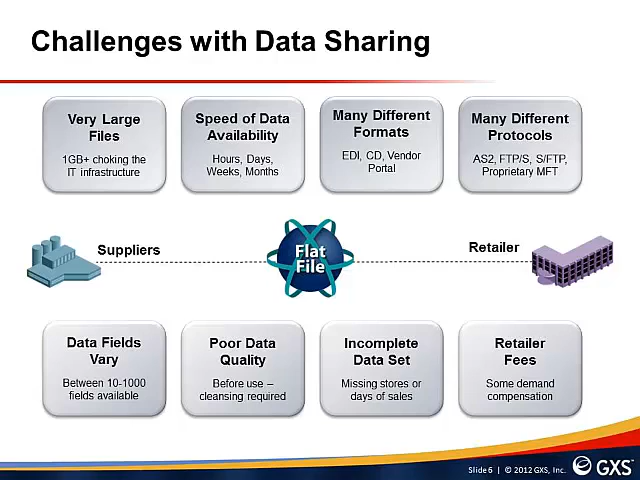 Challenges with Data Sharing
Very Large
Files
1GB+ choking the
IT infrastructure
Speed of Data
Availability
Hours, Days,
Weeks, Months
Many Different
Formats
EDI, CD, Vendor
Portal
Many Different
Protocols
AS2, FTP/S, S/FTP,
Proprietary MFT
Suppliers
Flat
File
Retailer
Data Fields
Vary
Between 10-1000
fields available
Poor Data
Quality
Before use –
cleansing required
Incomplete
Data Set
Missing stores or
days of sales
Retailer
Fees
Some demand
compensation
Slide 6 | © 2012 GXS, Inc.
GXS™